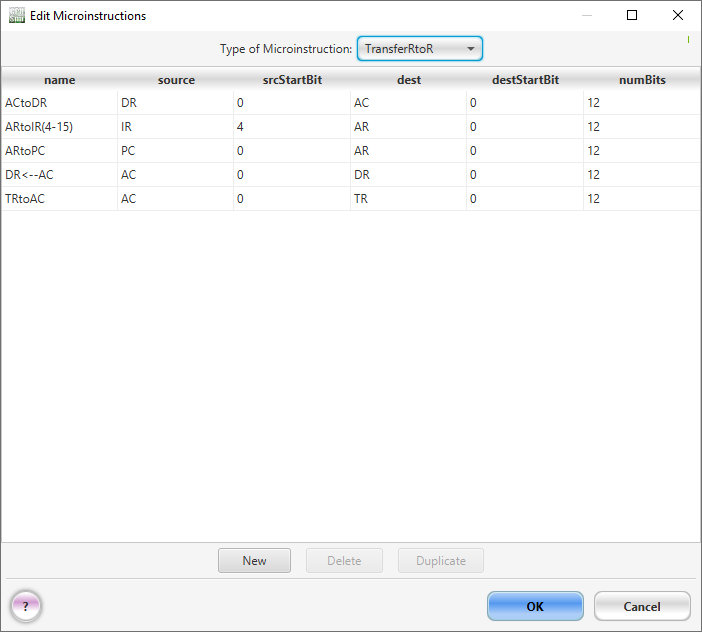 Edit Microinstructions
Type of Microinstruction: TransferRtoR
name source srcStartBit dest destStartBit numBits
ACtoDR DR 0 AC 0 12
ARtoIR(4-15) IR 4 AR 0 12
ARtoPC PC 0 AR 0 12
DR<--AC AC 0 DR 0 12
TRtoAC AC 0 TR 0 12
New Delete Duplicate
? OK Cancel